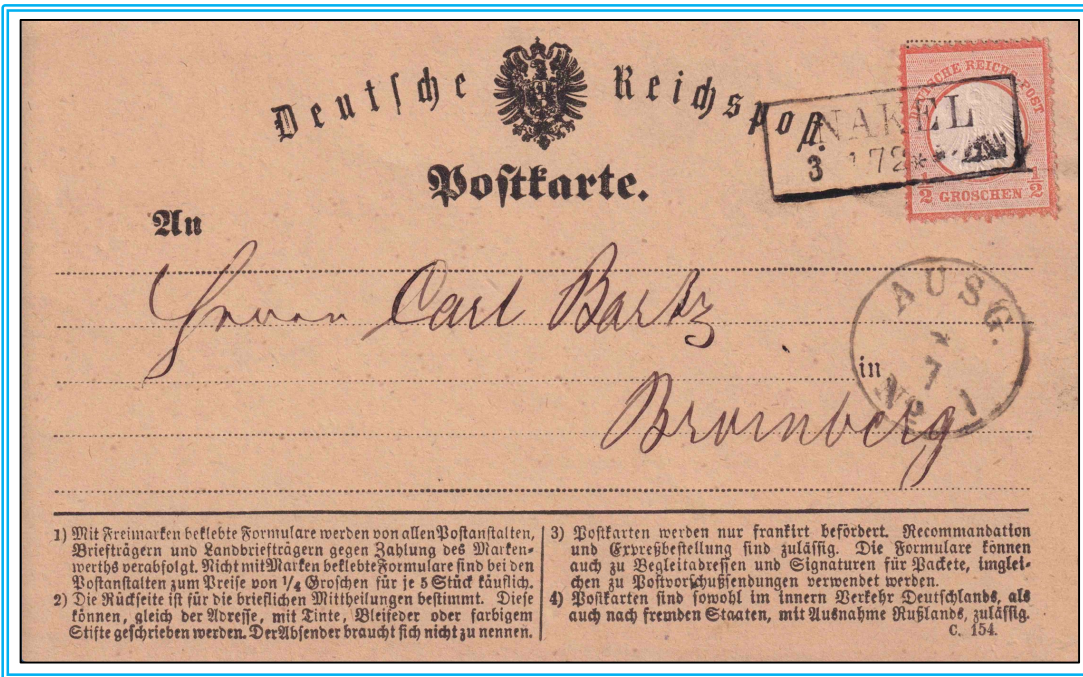 Deutsche Reichspost.
DEUTSCHE REICHS-POST
NAKEL
3 1 72**
½ GROSCHEN ½
Postkarte.
An
Herrn Carl Bartz
AUSG.
7
No 1
in
Bromberg
1) Mit Freimarken beklebte Formulare werden von allen Postanstalten,
Briefträgern und Landbriefträgern gegen Zahlung des Marken-
werths verabfolgt. Nicht mit Marken beklebte Formulare sind bei den
Postanstalten zum Preise von 1/4 Groschen für je 5 Stück käuflich.
2) Die Rückseite ist für die brieflichen Mittheilungen bestimmt. Diese
können, gleich der Adresse, mit Tinte, Bleifeder oder farbigem
Stifte geschrieben werden. Der Absender braucht sich nicht zu nennen.
3) Postkarten werden nur frankirt befördert. Recommandation
und Expreßbestellung sind zulässig. Die Formulare können
auch zu Begleitadressen und Signaturen für Packete, imglei-
chen zu Postvorschußsendungen verwendet werden.
4) Postkarten sind sowohl im innern Verkehr Deutschlands, als
auch nach fremden Staaten, mit Ausnahme Rußlands, zulässig.
C. 154.